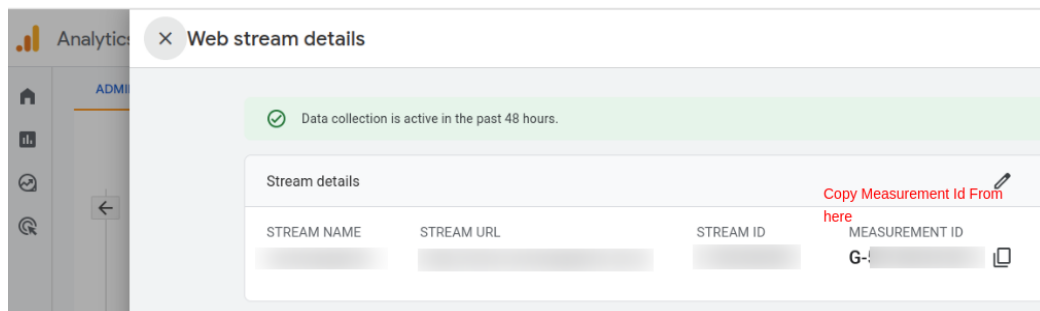 Analytics
Web stream details
ADMI
Data collection is active in the past 48 hours.
Stream details
Copy Measurement Id From
here
STREAM NAME STREAM URL STREAM ID MEASUREMENT ID
G-